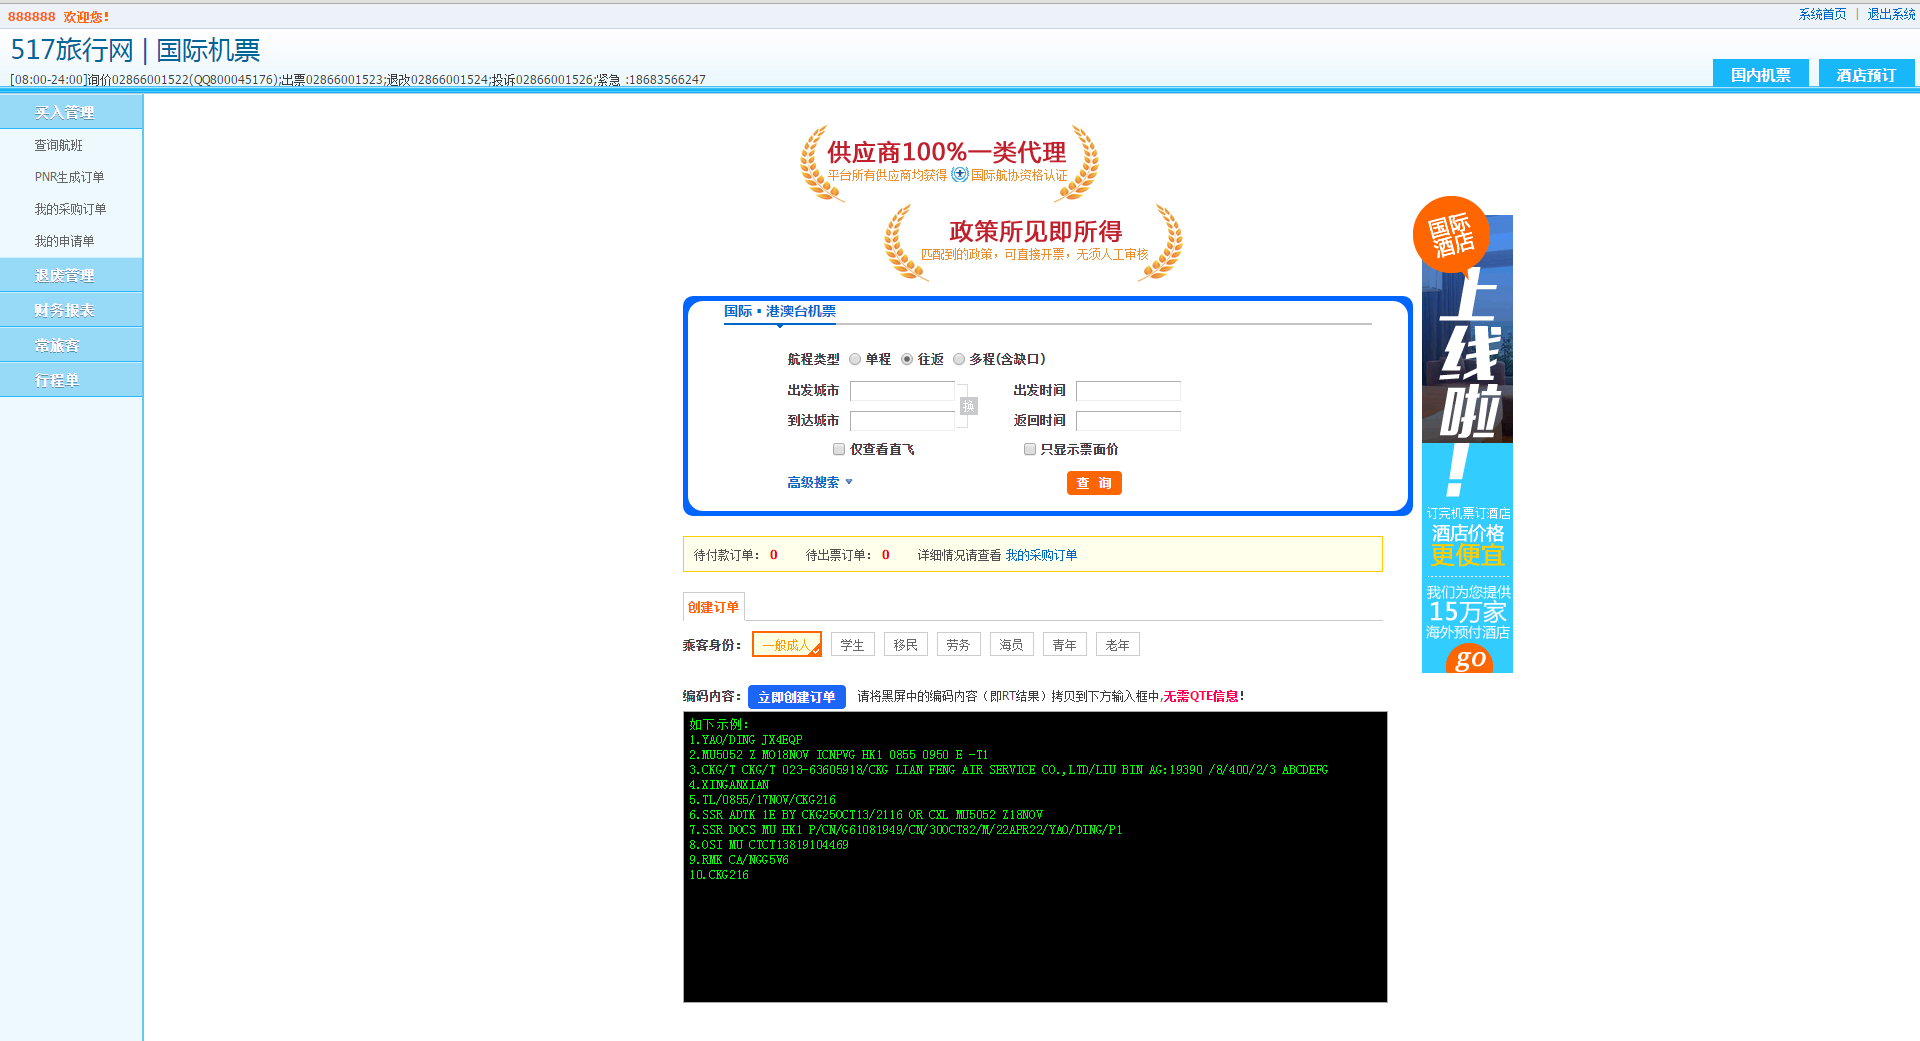 888888 欢迎您!
系统首页 | 退出系统
517旅行网 | 国际机票
[08:00-24:00]询价02866001522(QQ800045176);出票02866001523;退改02866001524;投诉02866001526;紧急 :18683566247
国内机票 酒店预订
买入管理
查询航班
PNR生成订单
我的采购订单
我的申请单
退废管理
财务报表
常旅客
行程单
供应商100%一类代理
平台所有供应商均获得 国际航协资格认证
政策所见即所得
匹配到的政策，可直接开票，无须人工审核
国际·港澳台机票
航程类型 单程 往返 多程(含缺口)
出发城市 出发时间
换
到达城市 返回时间
仅查看直飞 只显示票面价
高级搜索 查 询
待付款订单： 0 待出票订单： 0 详细情况请查看 我的采购订单
创建订单
乘客身份： 一般成人 学生 移民 劳务 海员 青年 老年
编码内容： 立即创建订单 请将黑屏中的编码内容（即RT结果）拷贝到下方输入框中,无需QTE信息!
如下示例：
1.YAO/DING JX4EQP
2.MU5052 Z MO18NOV ICNPVG HK1 0855 0950 E -T1
3.CKG/T CKG/T 023-63605918/CKG LIAN FENG AIR SERVICE CO.,LTD/LIU BIN AG:19390 /8/400/2/3 ABCDEFG
4.XINGANXIAN
5.TL/0855/17NOV/CKG216
6.SSR ADTK 1E BY CKG25OCT13/2116 OR CXL MU5052 Z18NOV
7.SSR DOCS MU HK1 P/CN/G61081949/CN/30OCT82/M/22APR22/YAO/DING/P1
8.OSI MU CTCT13819104469
9.RMK CA/NGG5V6
10.CKG216
国际
酒店
上线啦!
订完机票订酒店
酒店价格
更便宜
我们为您提供
15万家
海外预付酒店
go